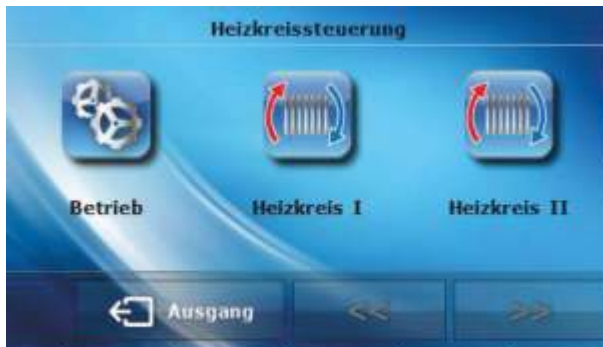 Heizkreissteuerung
Betrieb Heizkreis I Heizkreis II
Ausgang << >>